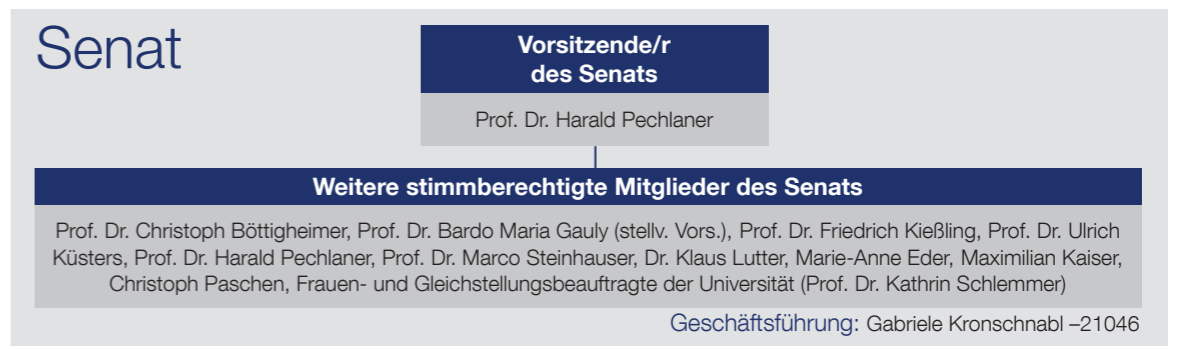 Senat
Vorsitzende/r
des Senats
Prof. Dr. Harald Pechlaner
Weitere stimmberechtigte Mitglieder des Senats
Prof. Dr. Christoph Böttigheimer, Prof. Dr. Bardo Maria Gauly (stellv. Vors.), Prof. Dr. Friedrich Kießling, Prof. Dr. Ulrich
Küsters, Prof. Dr. Harald Pechlaner, Prof. Dr. Marco Steinhauser, Dr. Klaus Lutter, Marie-Anne Eder, Maximilian Kaiser,
Christoph Paschen, Frauen- und Gleichstellungsbeauftragte der Universität (Prof. Dr. Kathrin Schlemmer)
Geschäftsführung: Gabriele Kronschnabl –21046